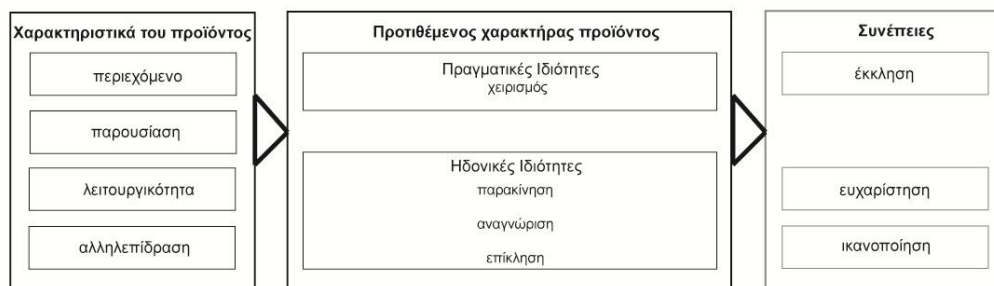 Χαρακτηριστικά του προϊόντος
περιεχόμενο
παρουσίαση
λειτουργικότητα
αλληλεπίδραση
Προτιθέμενος χαρακτήρας προϊόντος
Πραγματικές Ιδιότητες
χειρισμός
Ηδονικές Ιδιότητες
παρακίνηση
αναγνώριση
επίκληση
Συνέπειες
έκκληση
ευχαρίστηση
ικανοποίηση